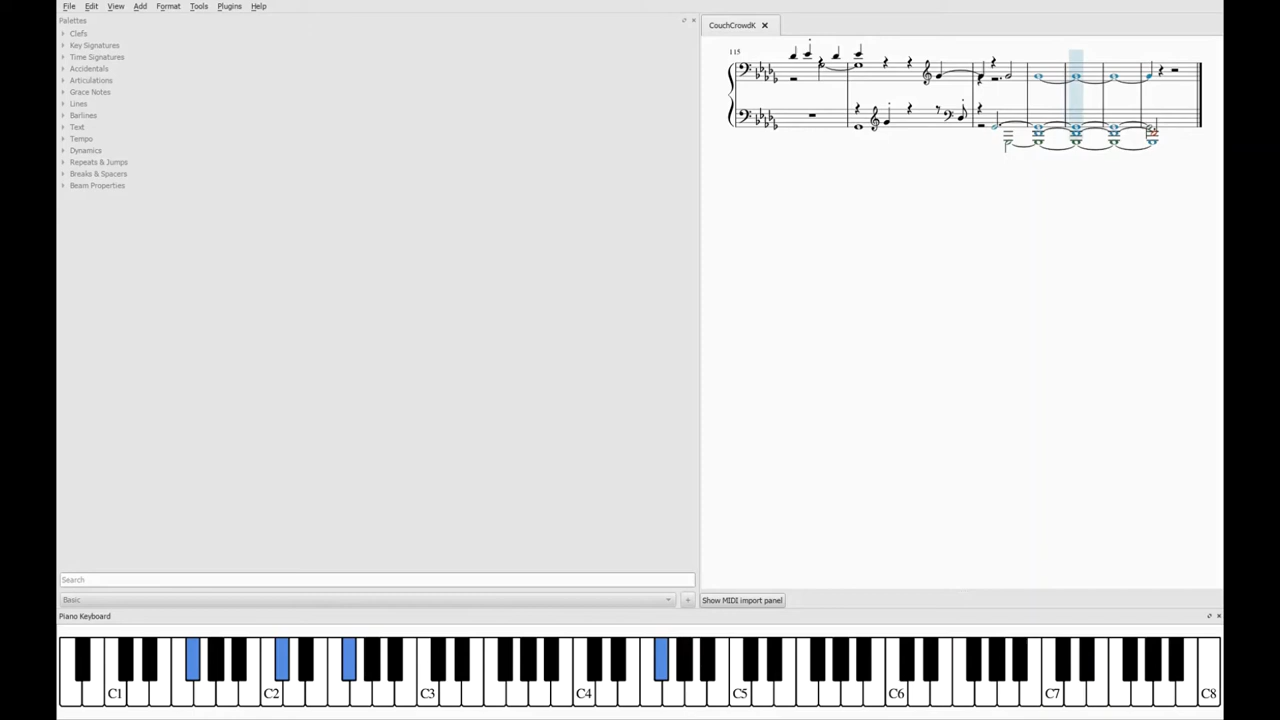 File Edit View Add Format Tools Plugins Help
Palettes
Clefs
Key Signatures
Time Signatures
Accidentals
Articulations
Grace Notes
Lines
Barlines
Text
Tempo
Dynamics
Repeats & Jumps
Breaks & Spacers
Beam Properties
Search
Basic
+
CouchCrowdK
115
Show MIDI import panel
Piano Keyboard
C1 C2 C3 C4 C5 C6 C7 C8